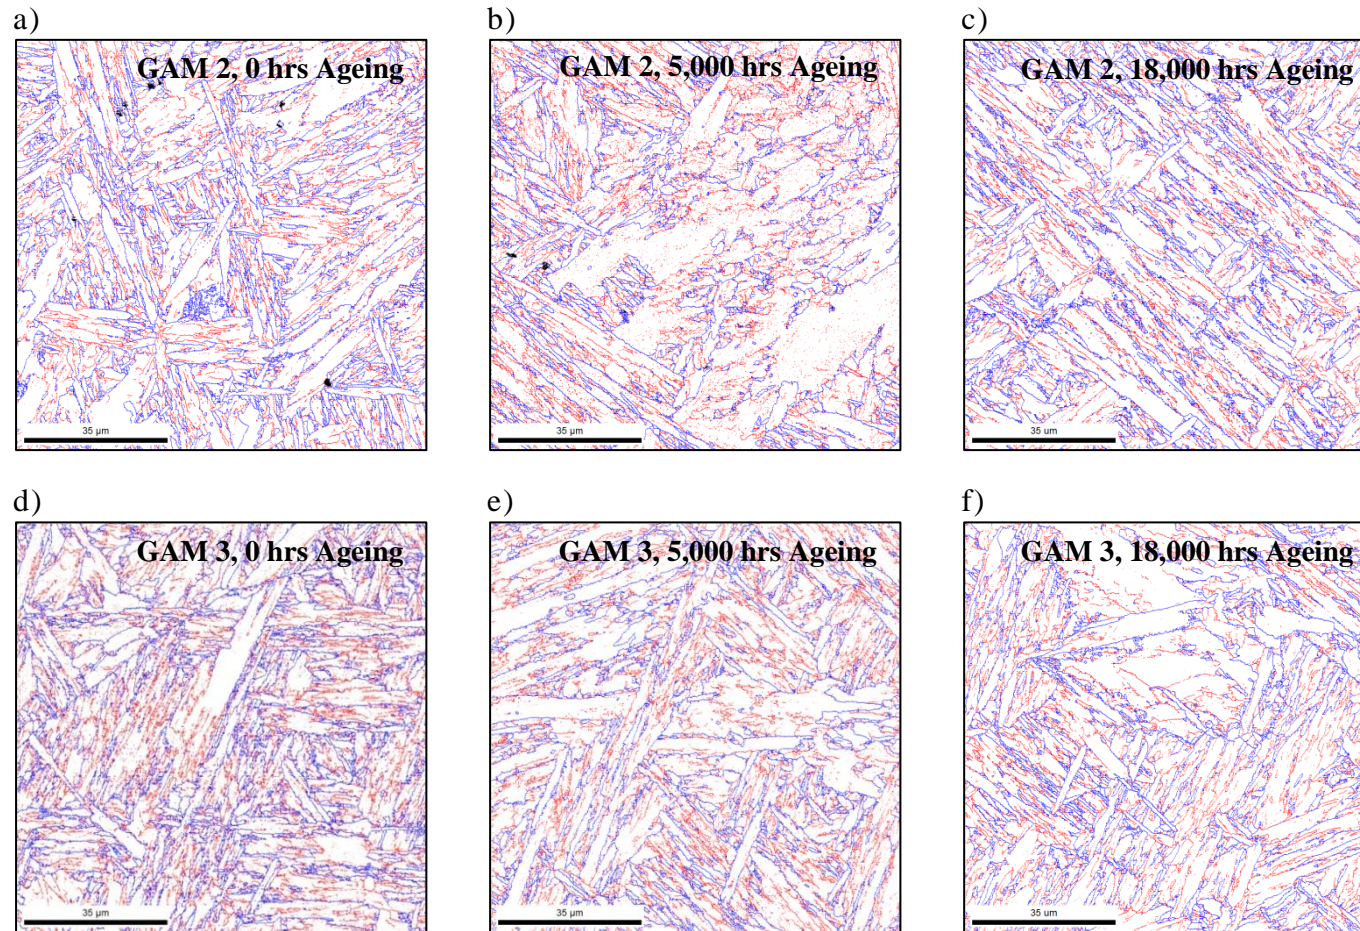 a)
b)
c)
GAM 2, 0 hrs Ageing
GAM 2, 5,000 hrs Ageing
GAM 2, 18,000 hrs Ageing
35 µm
35 µm
35 um
d)
e)
f)
GAM 3, 0 hrs Ageing
GAM 3, 5,000 hrs Ageing
GAM 3, 18,000 hrs Ageing
35 µm
35 µm
35 um